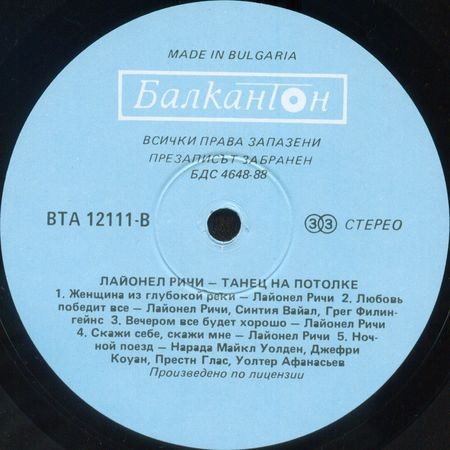 MADE IN BULGARIA
Балкантон
ВСИЧКИ ПРАВА ЗАПАЗЕНИ
ПРЕЗАПИСЪТ ЗАБРАНЕН
БДС 4648-88
ВТА 12111-В
33 СТЕРЕО
ЛАЙОНЕЛ РИЧИ – ТАНЕЦ НА ПОТОЛКЕ
1. Женщина из глубокой реки – Лайонел Ричи 2. Любовь
победит все – Лайонел Ричи, Синтия Вайал, Грег Филин-
гейнс 3. Вечером все будет хорошо – Лайонел Ричи
4. Скажи себе, скажи мне – Лайонел Ричи 5. Ноч-
ной поезд – Нарада Майкл Уолден, Джефри
Коуан, Престн Глас, Уолтер Афанасьев
Произведено по лицензии